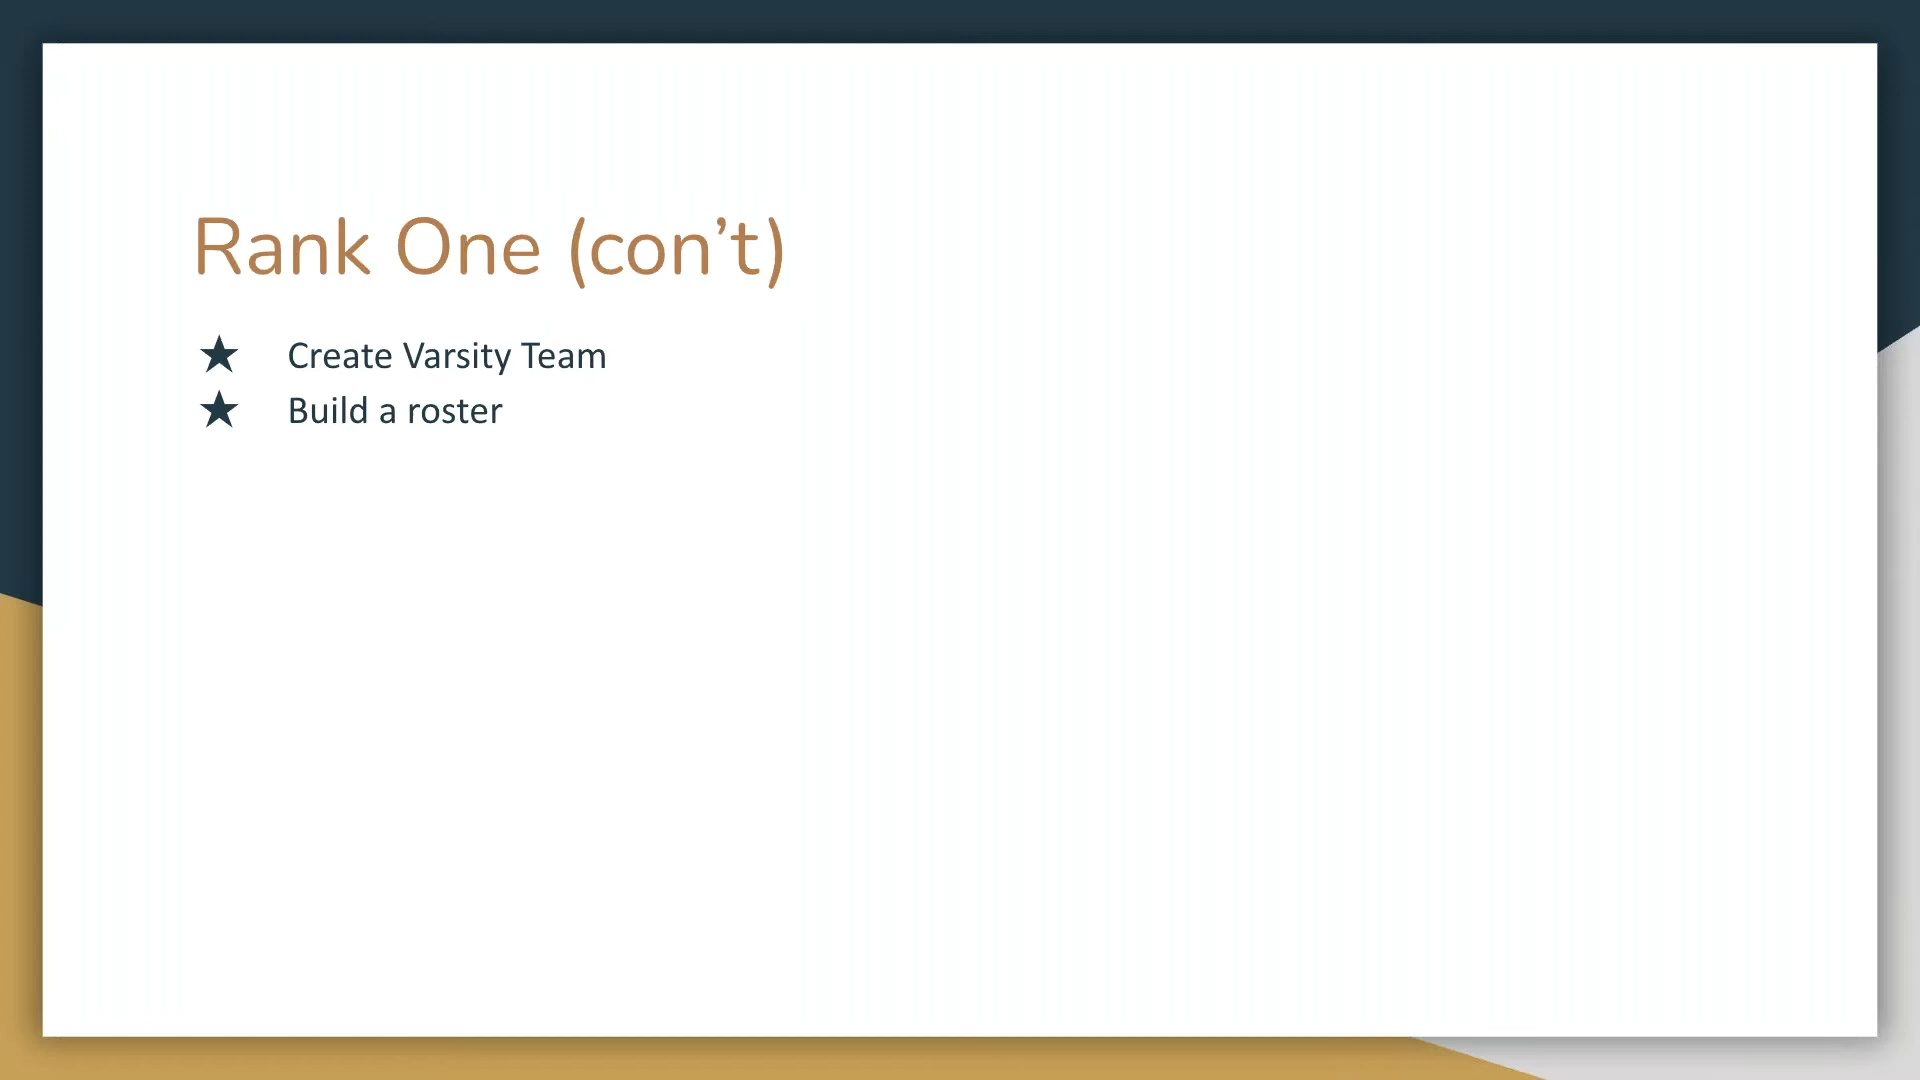 Rank One (con’t)
★ Create Varsity Team
★ Build a roster